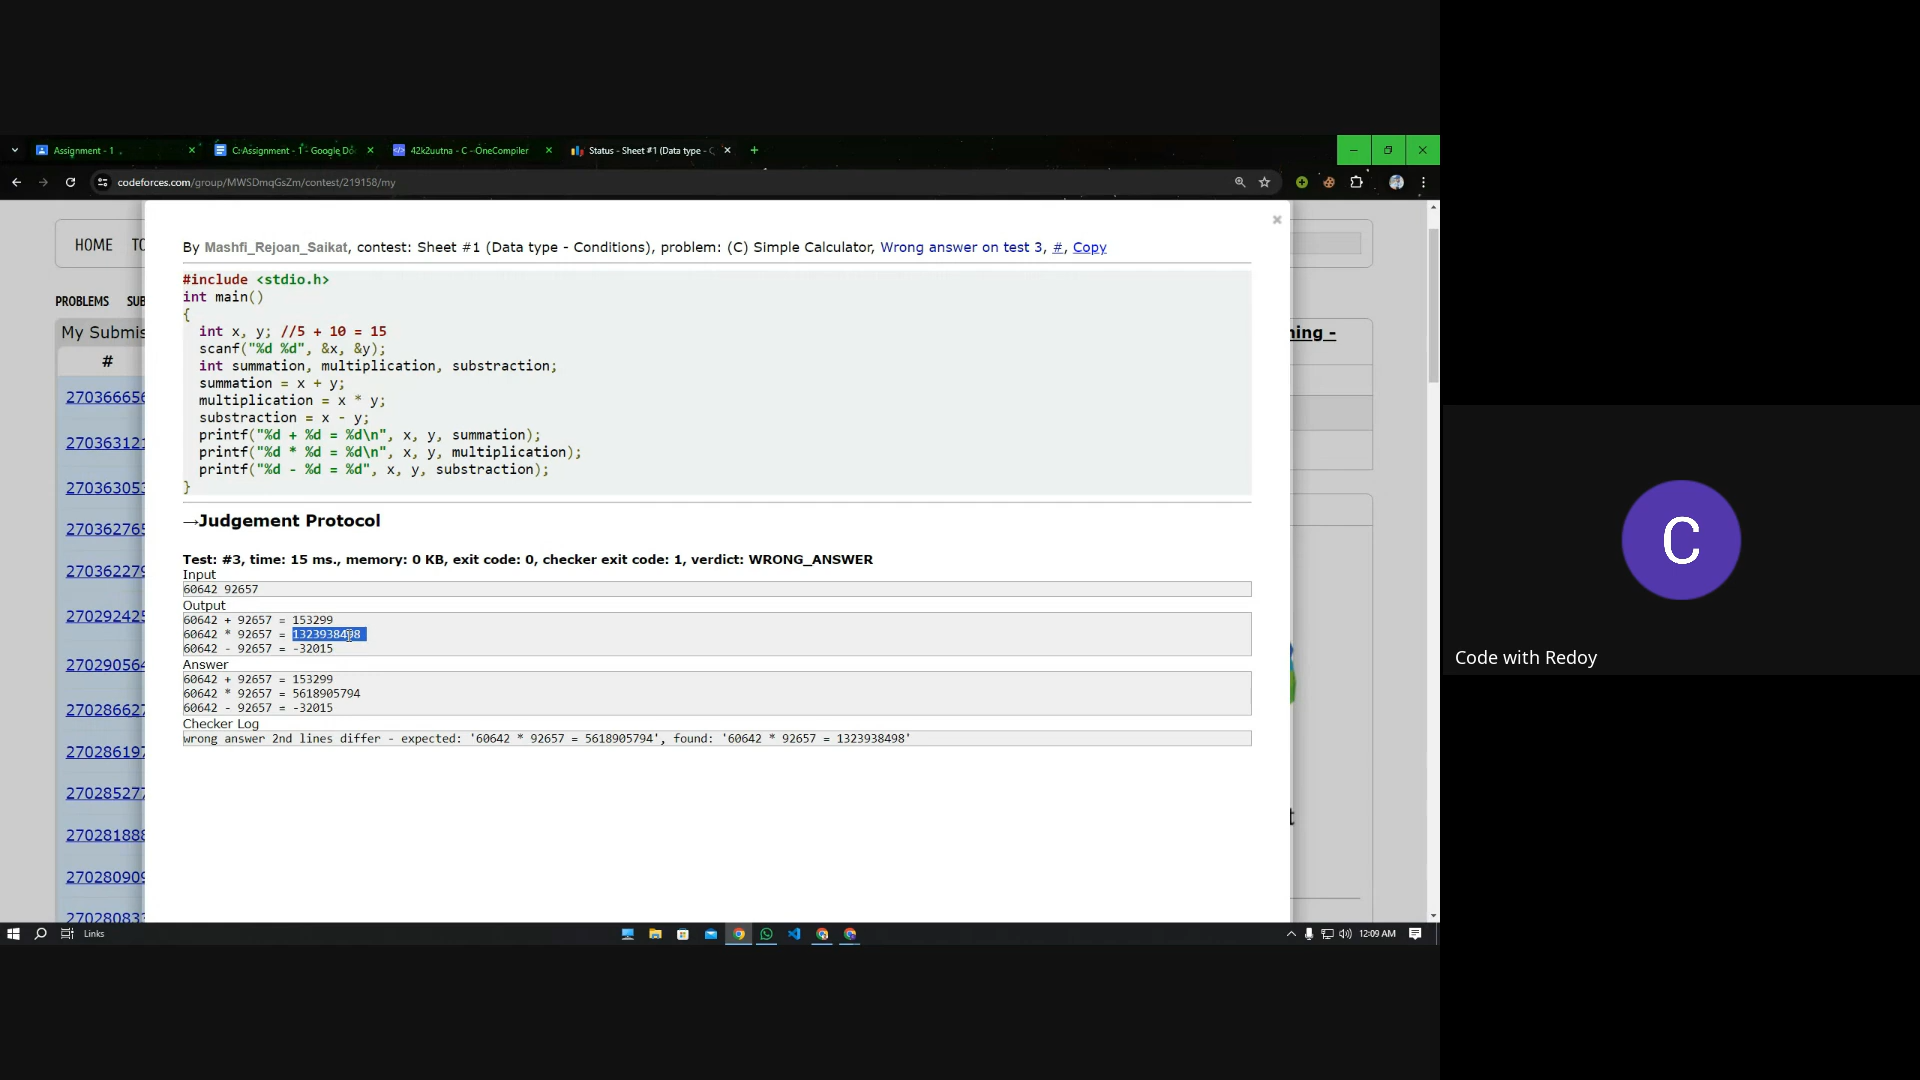 Assignment - 1
C:Assignment - 1 - Google Do
42k2uutna - C - OneCompiler
Status - Sheet #1 (Data type - C
codeforces.com/group/MWSDmqGsZm/contest/219158/my
HOME TO
By Mashfi_Rejoan_Saikat, contest: Sheet #1 (Data type - Conditions), problem: (C) Simple Calculator, Wrong answer on test 3, #, Copy
#include <stdio.h>
int main()
{
int x, y; //5 + 10 = 15
scanf("%d %d", &x, &y);
int summation, multiplication, substraction;
summation = x + y;
multiplication = x * y;
substraction = x - y;
printf("%d + %d = %d\n", x, y, summation);
printf("%d * %d = %d\n", x, y, multiplication);
printf("%d - %d = %d", x, y, substraction);
}
→Judgement Protocol
Test: #3, time: 15 ms., memory: 0 KB, exit code: 0, checker exit code: 1, verdict: WRONG_ANSWER
Input
60642 92657
Output
60642 + 92657 = 153299
60642 * 92657 = 1323938498
60642 - 92657 = -32015
Answer
60642 + 92657 = 153299
60642 * 92657 = 5618905794
60642 - 92657 = -32015
Checker Log
wrong answer 2nd lines differ - expected: '60642 * 92657 = 5618905794', found: '60642 * 92657 = 1323938498'
PROBLEMS SUB
My Submis
#
270366656
270363121
270363053
270362765
270362279
270292425
270290564
270286627
270286197
270285277
270281888
270280909
270280833
ning -
t
Links
12:09 AM
C
Code with Redoy